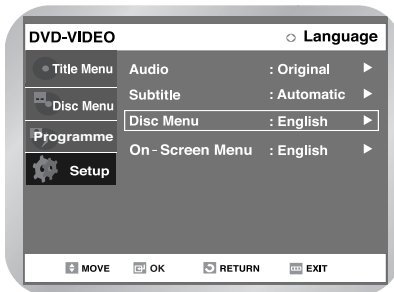 DVD-VIDEO
Language
Title Menu
Disc Menu
Programme
Setup
Audio : Original
Subtitle : Automatic
Disc Menu : English
On-Screen Menu : English
MOVE OK RETURN EXIT